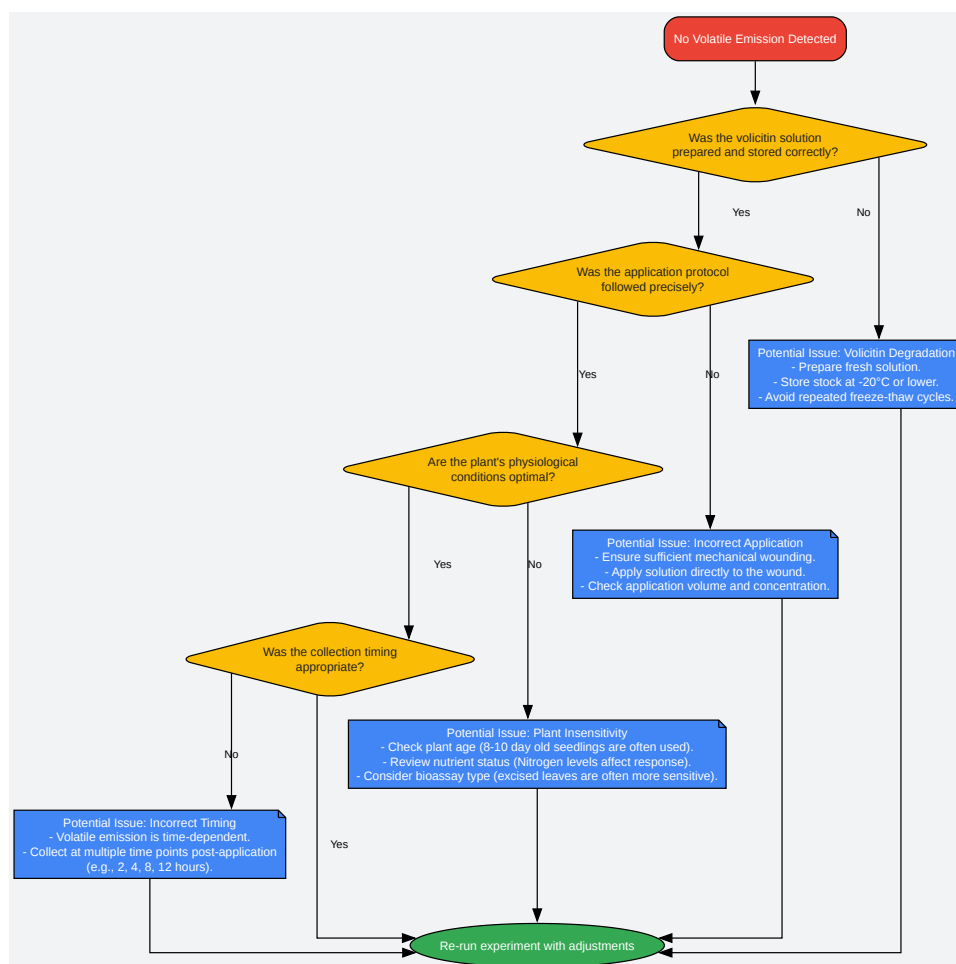 No Volatile Emission Detected
Was the volicitin solution
prepared and stored correctly?
Yes
No
Was the application protocol
followed precisely?
Potential Issue: Volicitin Degradation
- Prepare fresh solution.
- Store stock at -20°C or lower.
- Avoid repeated freeze-thaw cycles.
Yes
No
Are the plant's physiological
conditions optimal?
Potential Issue: Incorrect Application
- Ensure sufficient mechanical wounding.
- Apply solution directly to the wound.
- Check application volume and concentration.
Yes
No
Was the collection timing
appropriate?
Potential Issue: Plant Insensitivity
- Check plant age (8-10 day old seedlings are often used).
- Review nutrient status (Nitrogen levels affect response).
- Consider bioassay type (excised leaves are often more sensitive).
No
Potential Issue: Incorrect Timing
- Volatile emission is time-dependent.
- Collect at multiple time points post-application
(e.g., 2, 4, 8, 12 hours).
Yes
Re-run experiment with adjustments